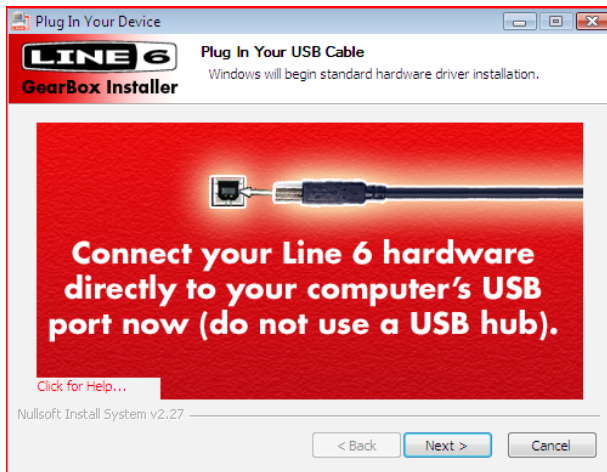 Plug In Your Device
LINE 6
GearBox Installer
Plug In Your USB Cable
Windows will begin standard hardware driver installation.
Connect your Line 6 hardware
directly to your computer's USB
port now (do not use a USB hub).
Click for Help...
Nullsoft Install System v2.27
< Back
Next >
Cancel